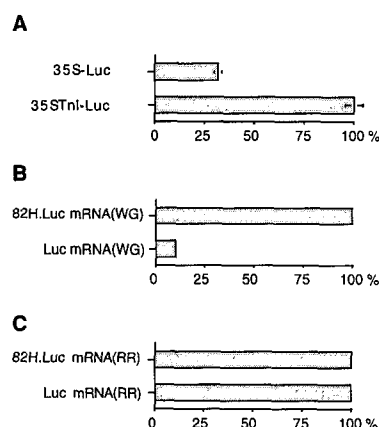 A
35S-Luc
35STnl-Luc
0 25 50 75 100 %
B
82H.Luc mRNA(WG)
Luc mRNA(WG)
0 25 50 75 100 %
C
82H.Luc mRNA(RR)
Luc mRNA(RR)
0 25 50 75 100 %